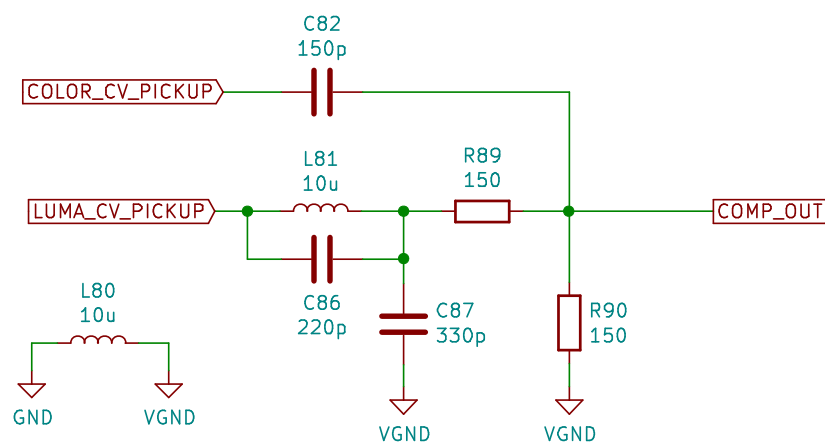 C82
150p
COLOR_CV_PICKUP
L81
10u
R89
150
LUMA_CV_PICKUP
COMP_OUT
C86
220p
C87
330p
R90
150
L80
10u
GND
VGND
VGND
VGND